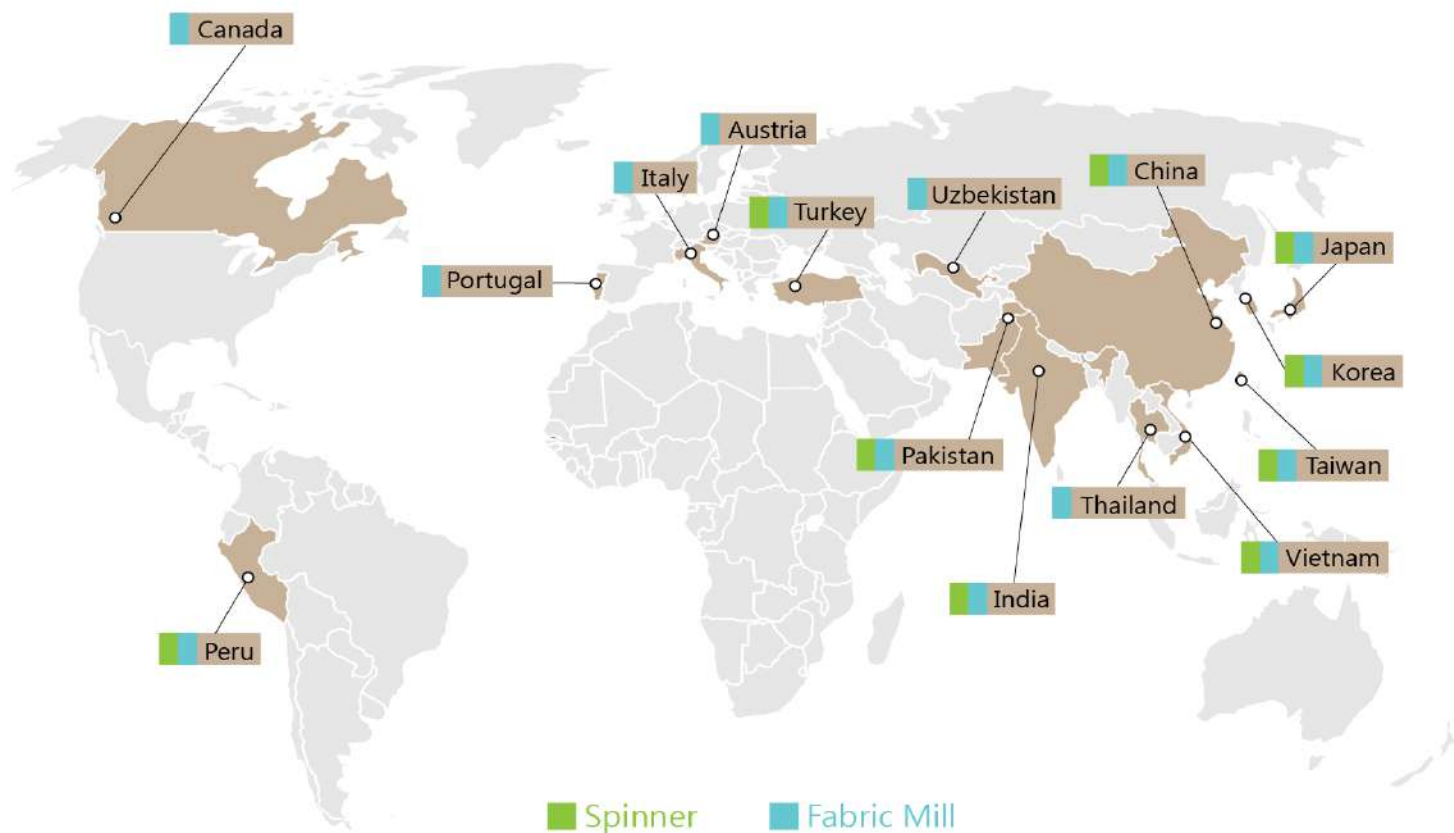 Canada
Austria
Italy
China
Turkey
Uzbekistan
Japan
Portugal
Korea
Pakistan
Taiwan
Thailand
Vietnam
India
Peru
Spinner
Fabric Mill